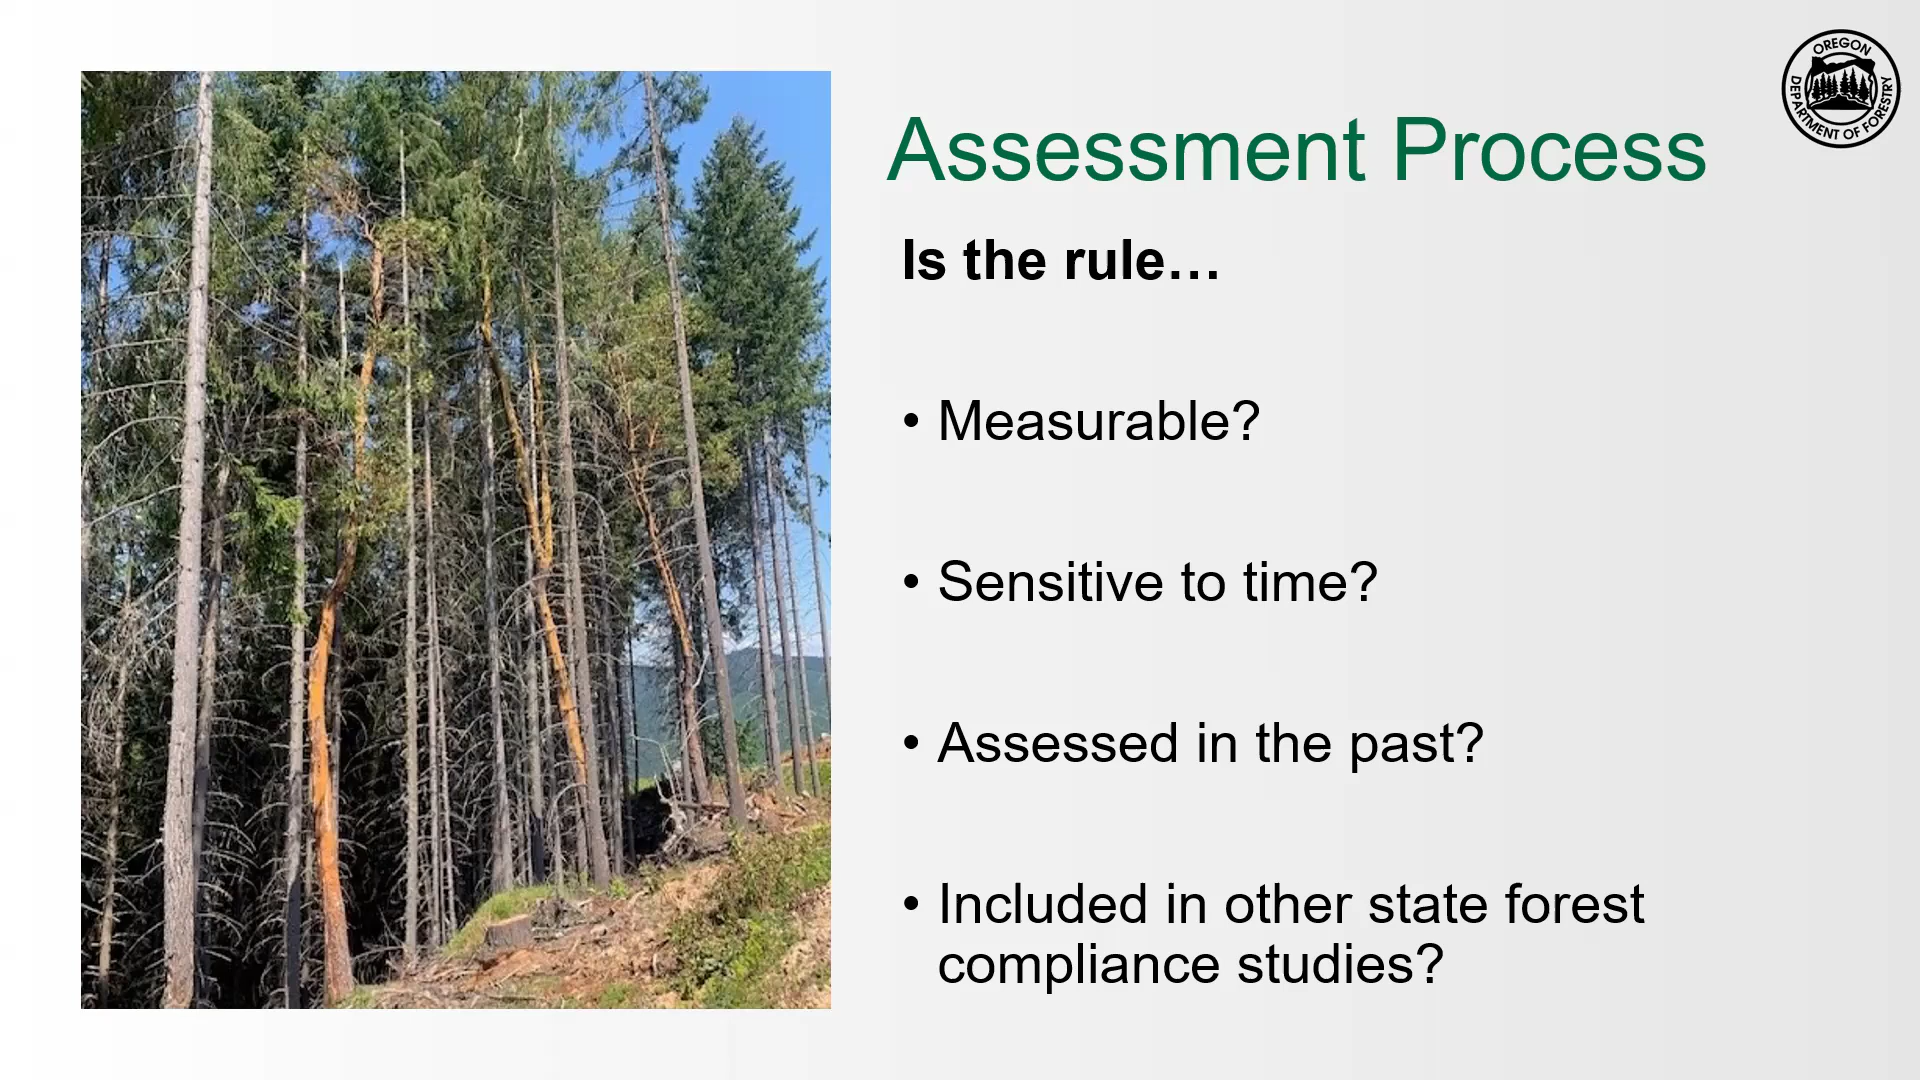 OREGON
DEPARTMENT OF FORESTRY
Assessment Process
Is the rule…
• Measurable?
• Sensitive to time?
• Assessed in the past?
• Included in other state forest
compliance studies?